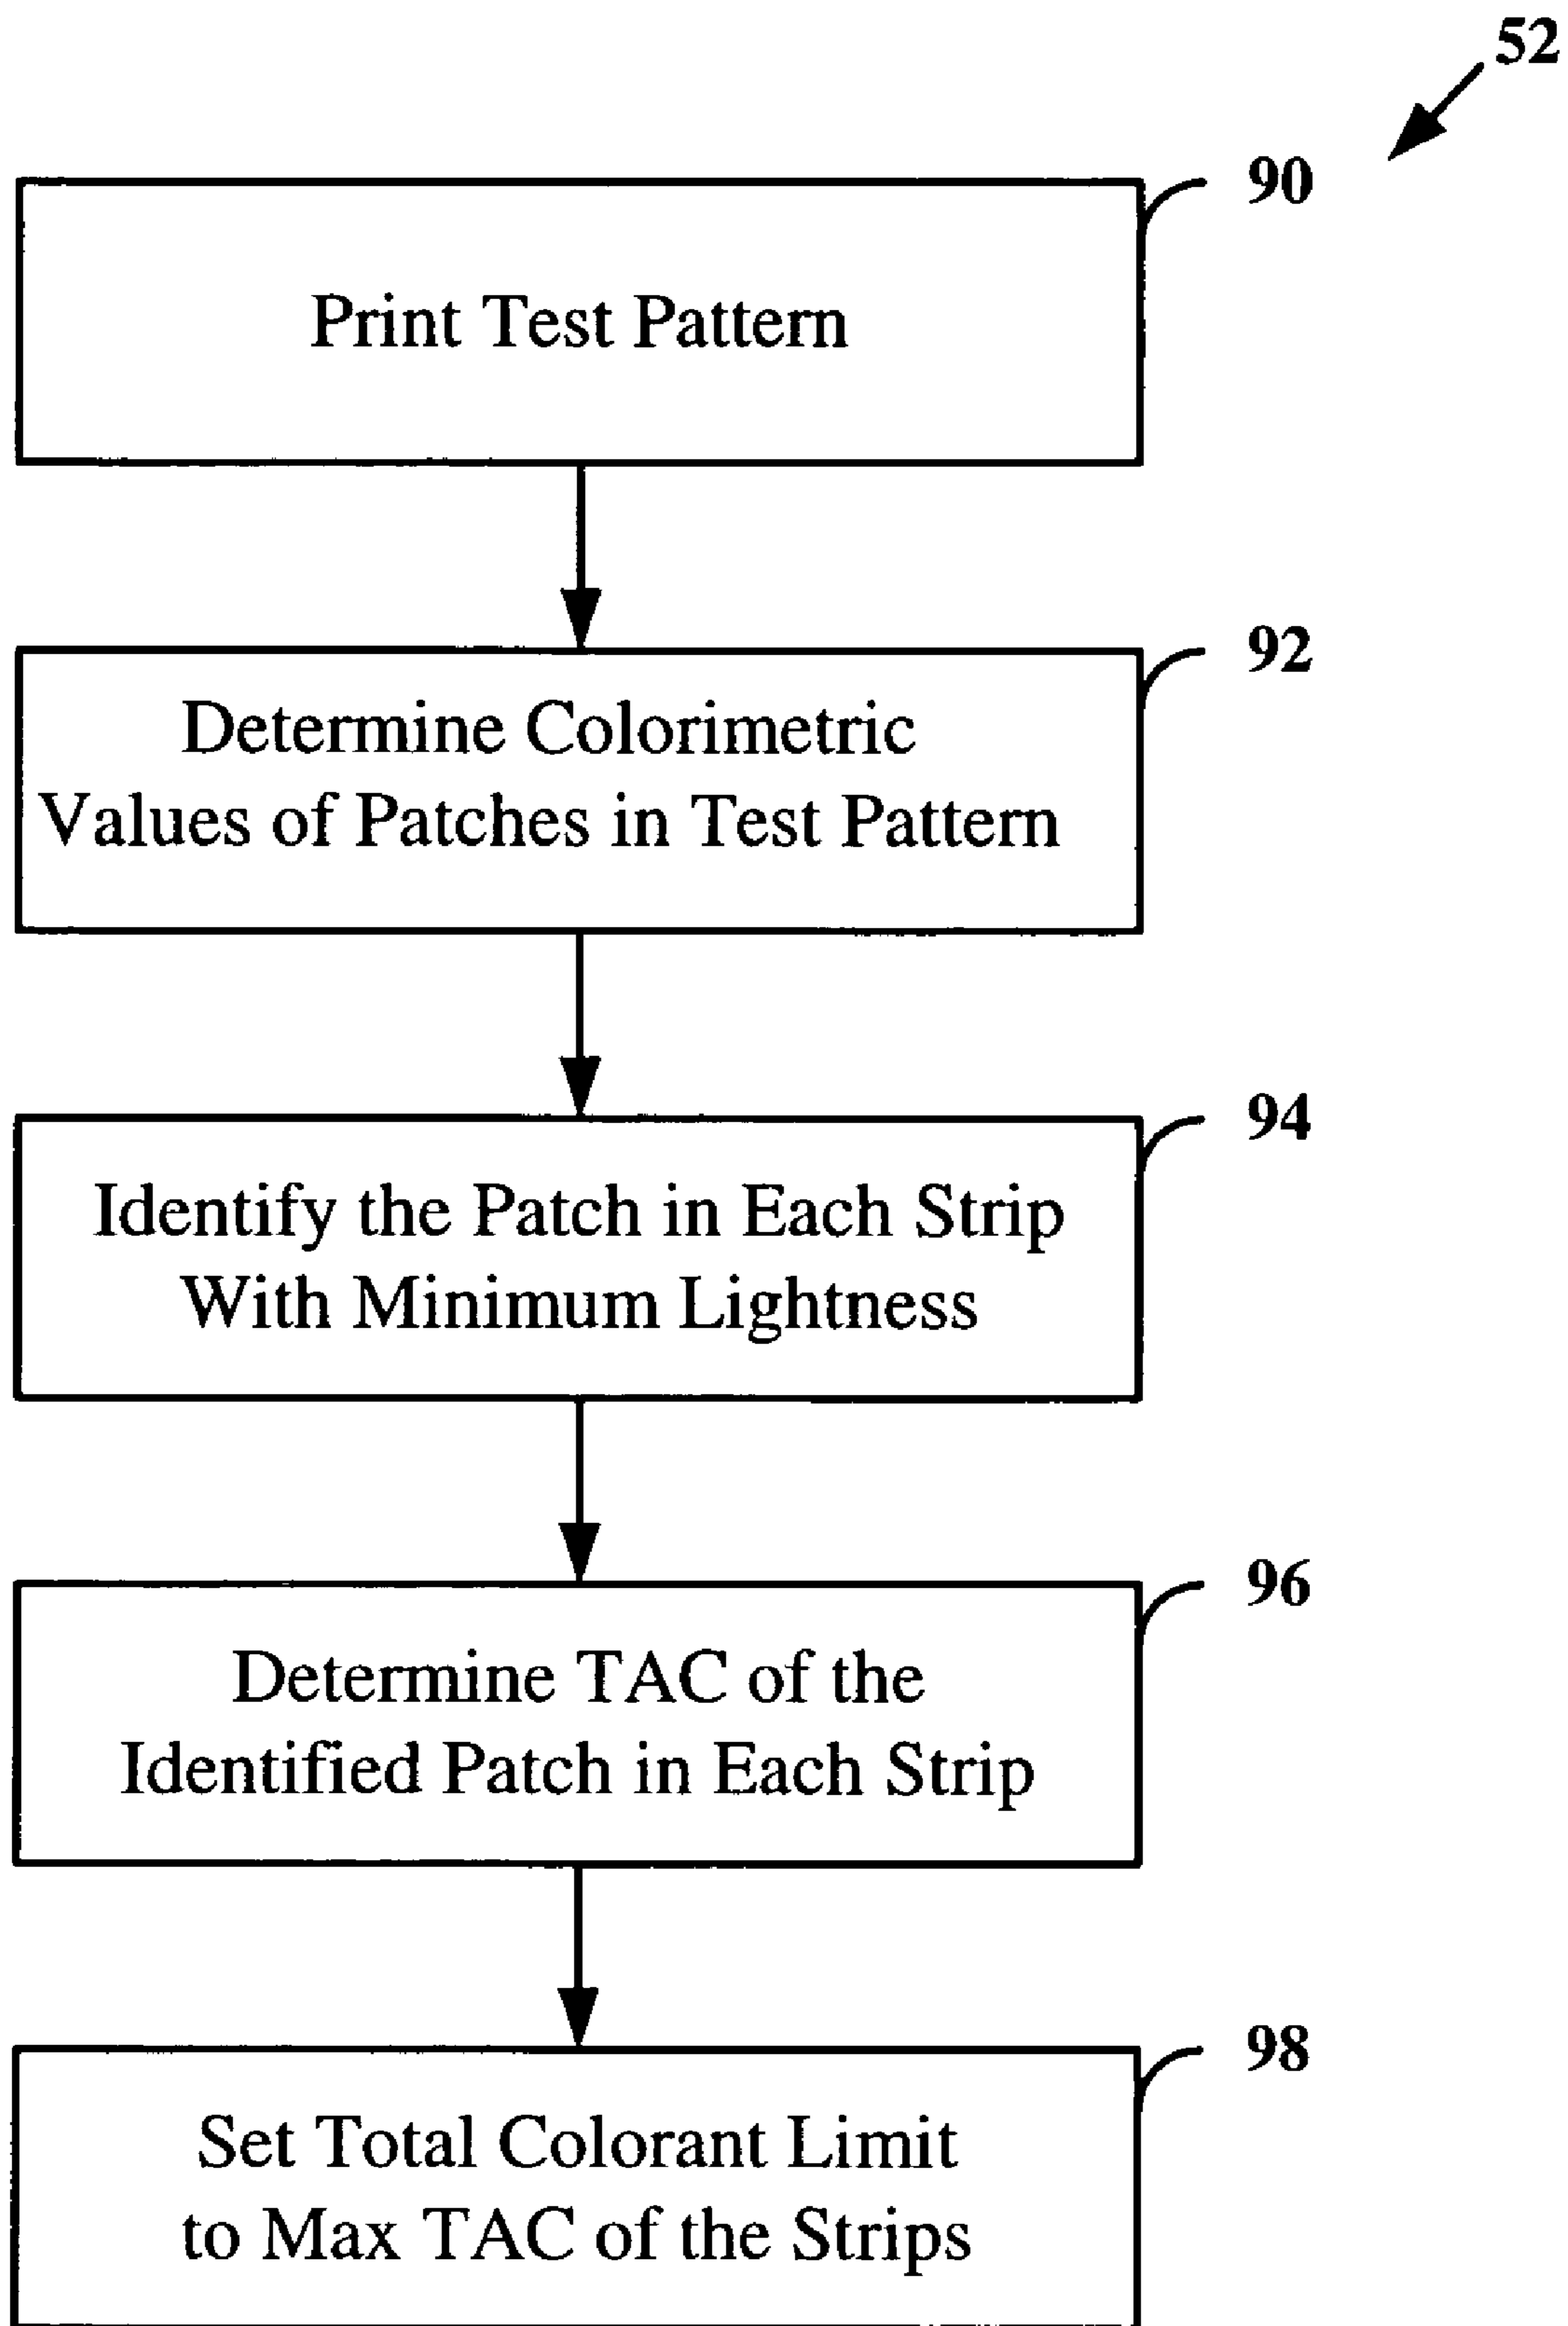 52
90
Print Test Pattern
92
Determine Colorimetric
Values of Patches in Test Pattern
94
Identify the Patch in Each Strip
With Minimum Lightness
96
Determine TAC of the
Identified Patch in Each Strip
98
Set Total Colorant Limit
to Max TAC of the Strips